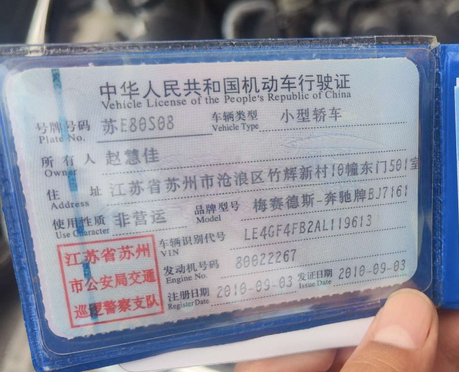 中华人民共和国机动车行驶证
Vehicle License of the People's Republic of China
号牌号码 苏E80S08 车辆类型 小型轿车
Plate No. Vehicle Type
所有人 赵慧佳
Owner
住址 江苏省苏州市沧浪区竹辉新村10幢东门501室
Address
使用性质 非营运 品牌型号 梅赛德斯-奔驰牌BJ7161
Use Character Model
江苏省苏州
市公安局交通
巡逻警察支队
车辆识别代号 LE4GF4FB2AL119613
VIN
发动机号码 80022267
Engine No.
注册日期 2010-09-03 发证日期 2010-09-03
Register Date Issue Date